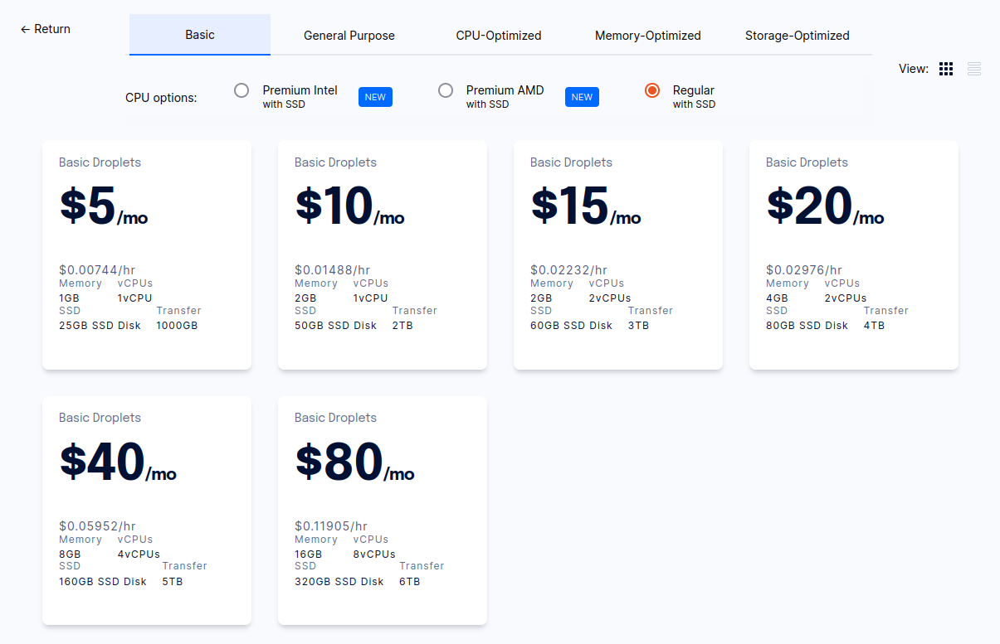 ← Return
Basic
General Purpose
CPU-Optimized
Memory-Optimized
Storage-Optimized
View:
CPU options:
Premium Intel
with SSD
NEW
Premium AMD
with SSD
NEW
Regular
with SSD
Basic Droplets
$5/mo
$0.00744/hr
Memory vCPUs
1GB 1vCPU
SSD Transfer
25GB SSD Disk 1000GB
Basic Droplets
$10/mo
$0.01488/hr
Memory vCPUs
2GB 1vCPU
SSD Transfer
50GB SSD Disk 2TB
Basic Droplets
$15/mo
$0.02232/hr
Memory vCPUs
2GB 2vCPUs
SSD Transfer
60GB SSD Disk 3TB
Basic Droplets
$20/mo
$0.02976/hr
Memory vCPUs
4GB 2vCPUs
SSD Transfer
80GB SSD Disk 4TB
Basic Droplets
$40/mo
$0.05952/hr
Memory vCPUs
8GB 4vCPUs
SSD Transfer
160GB SSD Disk 5TB
Basic Droplets
$80/mo
$0.11905/hr
Memory vCPUs
16GB 8vCPUs
SSD Transfer
320GB SSD Disk 6TB